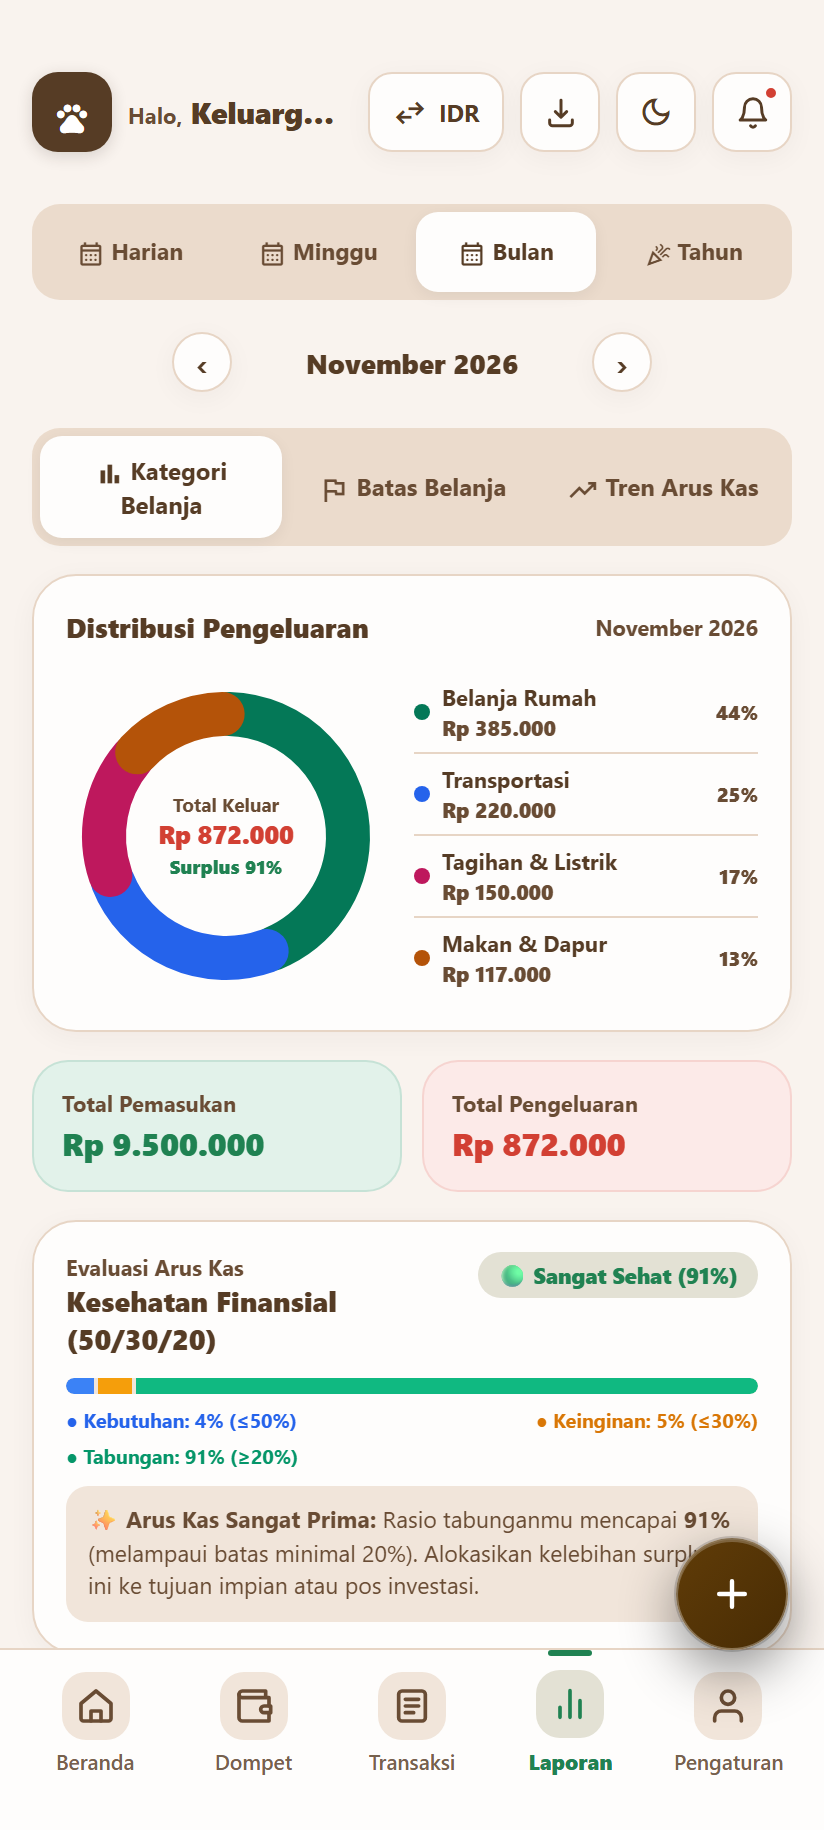 Halo, Keluarg...
IDR
Harian
Minggu
Bulan
Tahun
‹
November 2026
›
Kategori
Belanja
Batas Belanja
Tren Arus Kas
Distribusi Pengeluaran
November 2026
Total Keluar
Rp 872.000
Surplus 91%
Belanja Rumah
Rp 385.000
44%
Transportasi
Rp 220.000
25%
Tagihan & Listrik
Rp 150.000
17%
Makan & Dapur
Rp 117.000
13%
Total Pemasukan
Rp 9.500.000
Total Pengeluaran
Rp 872.000
Evaluasi Arus Kas
Kesehatan Finansial
(50/30/20)
Sangat Sehat (91%)
● Kebutuhan: 4% (≤50%)
● Keinginan: 5% (≤30%)
● Tabungan: 91% (≥20%)
✨ Arus Kas Sangat Prima: Rasio tabunganmu mencapai 91%
(melampaui batas minimal 20%). Alokasikan kelebihan
ini ke tujuan impian atau pos investasi.
+
Beranda
Dompet
Transaksi
Laporan
Pengaturan